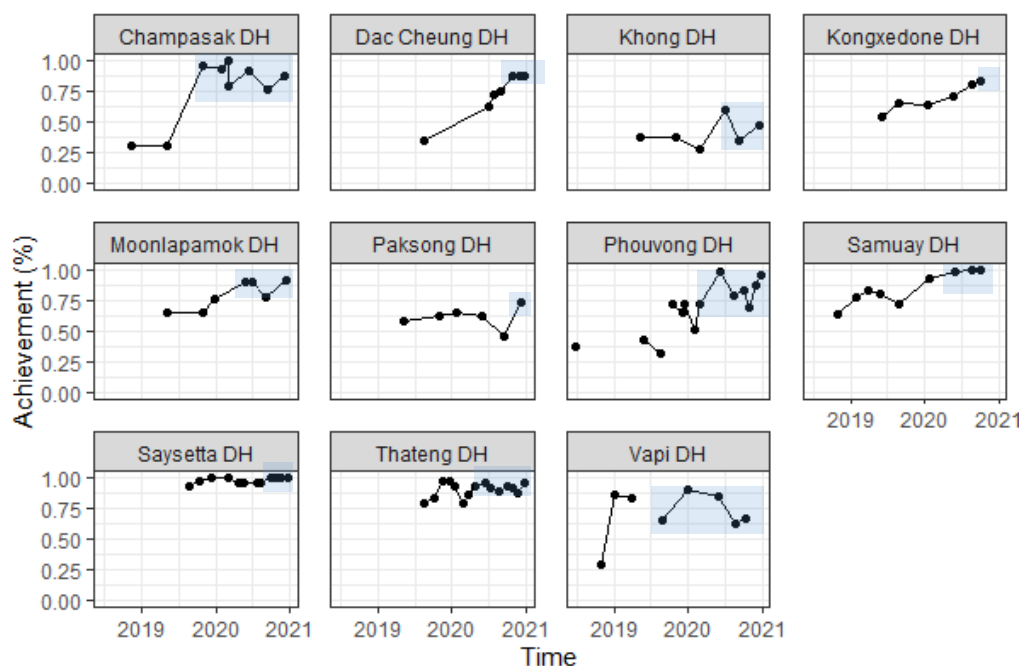 Champasak DH
Dac Cheung DH
Khong DH
Kongxedone DH
1.00
0.75
0.50
0.25
0.00
Moonlapamok DH
Paksong DH
Phouvong DH
Samuay DH
Achievement (%)
1.00
0.75
0.50
0.25
0.00
2019 2020 2021
Saysetta DH
Thateng DH
Vapi DH
1.00
0.75
0.50
0.25
0.00
2019 2020 2021
2019 2020 2021
2019 2020 2021
Time